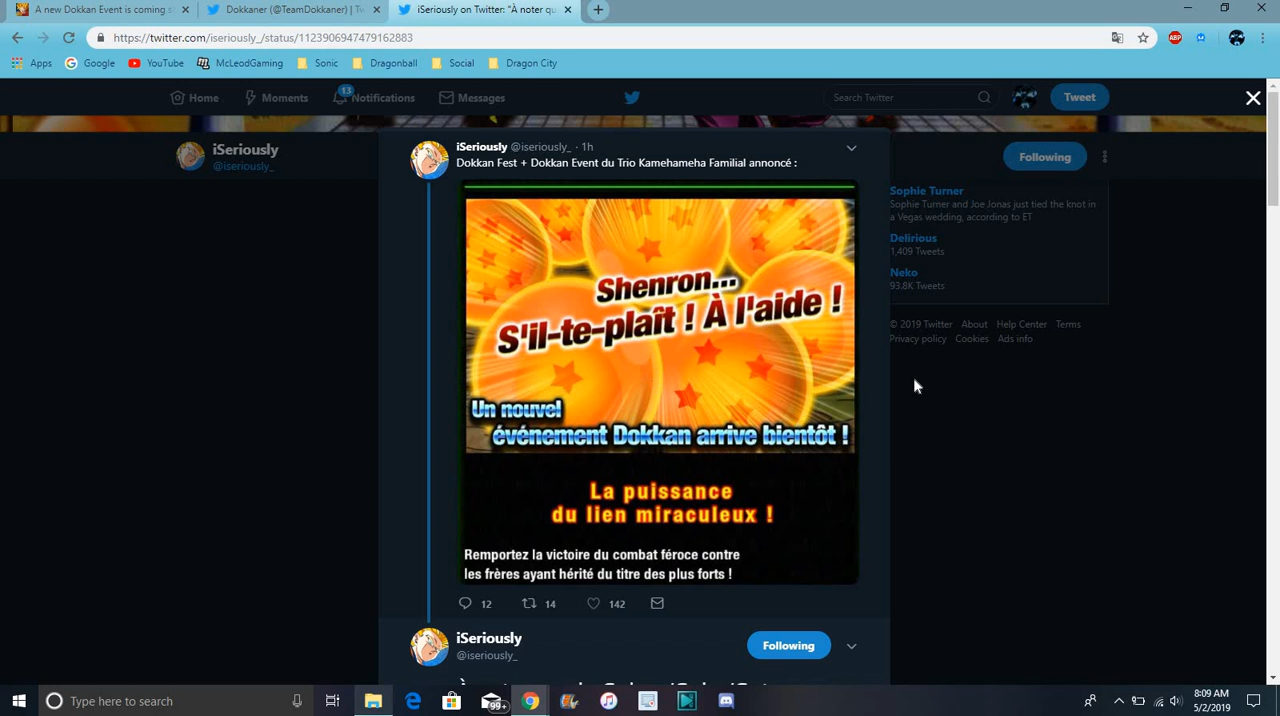 A new Dokkan Event is coming s
Dokkaner (@TeamDokkaner) | Tw
iSeriously on Twitter: "À noter qu
https://twitter.com/iseriously_/status/1123906947479162883
ABP
Apps
Google
YouTube
McLeodGaming
Sonic
Dragonball
Social
Dragon City
Home
Moments
13
Notifications
Messages
Search Twitter
Tweet
iSeriously
@iseriously_
Following
iSeriously @iseriously_ · 1h
Dokkan Fest + Dokkan Event du Trio Kamehameha Familial annoncé :
Shenron...
S'il-te-plaît ! À l'aide !
Un nouvel
événement Dokkan arrive bientôt !
La puissance
du lien miraculeux !
Remportez la victoire du combat féroce contre
les frères ayant hérité du titre des plus forts !
12
14
142
iSeriously
@iseriously_
Following
Sophie Turner
Sophie Turner and Joe Jonas just tied the knot in
a Vegas wedding, according to ET
Delirious
1,409 Tweets
Neko
93.8K Tweets
© 2019 Twitter About Help Center Terms
Privacy policy Cookies Ads info
Type here to search
99+
8:09 AM
5/2/2019